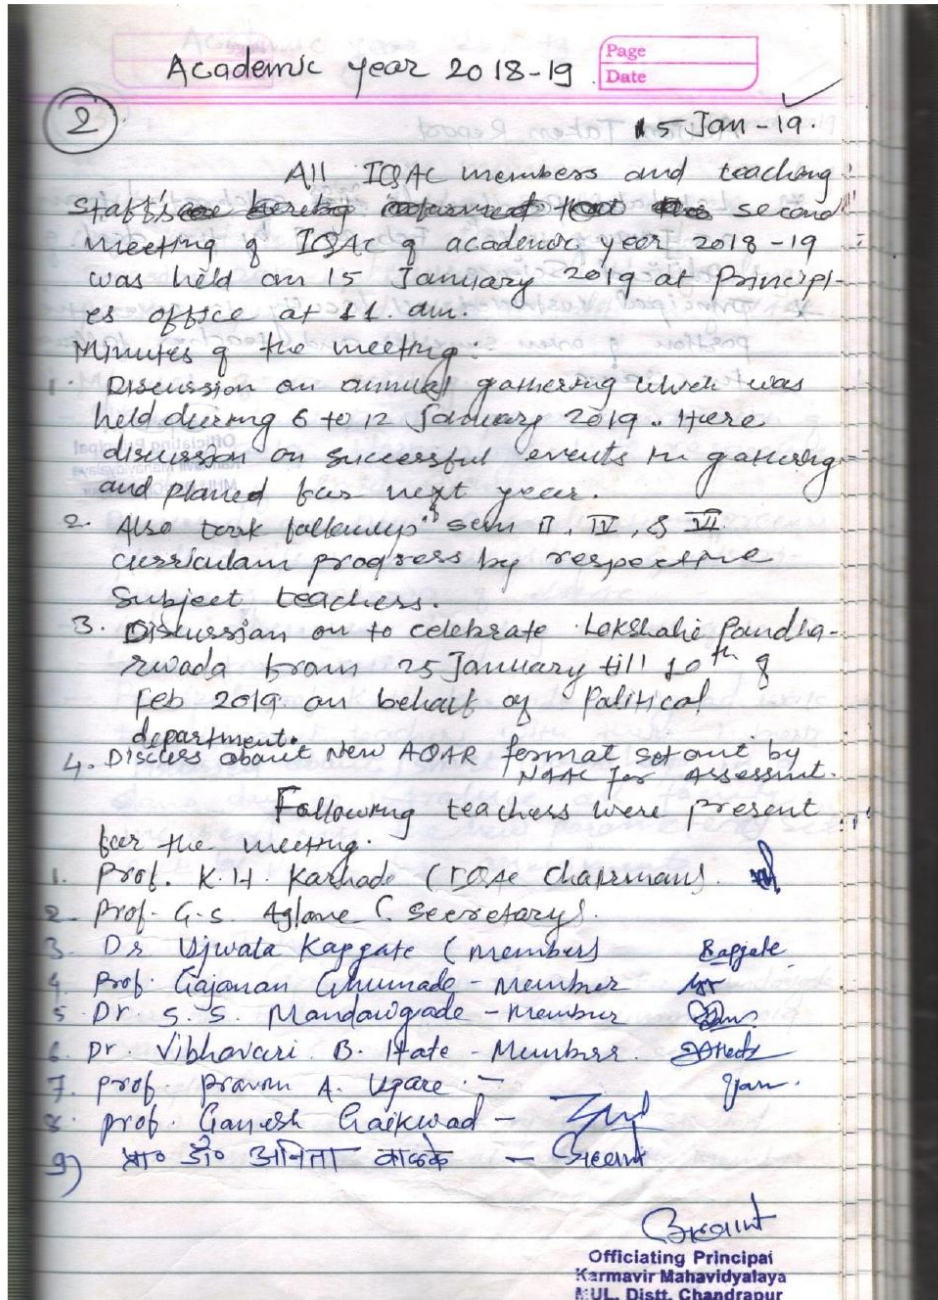 Academic year 2018-19
Page
Date
2
15 Jan-19.
All IQAC members and teaching
staff's second
meeting of IQAC of academic year 2018-19
was held on 15 January 2019 at Principl-
es office at 11. am.
Minutes of the meeting:
1. Discussion on annual gathering which was
held during 6 to 12 January 2019. Here
discussion on successful events in gathering
and planed for next year.
2. Also took followup of sem II, IV, & VI
curriculam progress by respective
subject teachers.
3. Discussion on to celebrate Lokshahi Pandha-
rwada from 25 January till 10th of
Feb 2019 on behalf of Political
department.
4. Discuss about New AQAR format set out by
NAAC for Assessment.
Following teachers were present
for the meeting.
1. Prof. K.H. Karhade (IQAC Chairman).
2. Prof. G.S. Aglave (Secretary).
3. Dr Ujwala Kapgate (member)
4. Prof. Gajanan Ghumade - Member
5. Dr. S.S. Mandawgade - Member
6. Dr. Vibhavari B. Hate - Member.
7. Prof. Pravin A. Ugare. -
8. Prof. Ganesh Gaikwad -
9) प्रा० डॉ० अनिता वाळके -
Officiating Principal
Karmavir Mahavidyalaya
MUL, Distt. Chandrapur